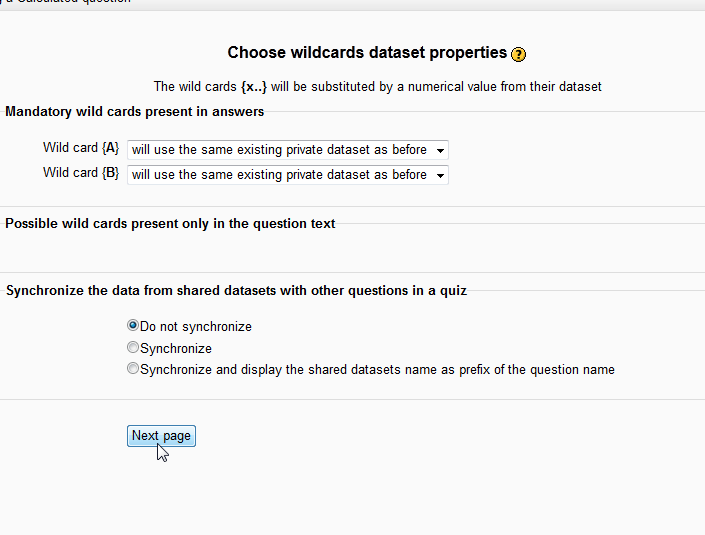 a Calculated question
Choose wildcards dataset properties ?
The wild cards {x..} will be substituted by a numerical value from their dataset
Mandatory wild cards present in answers
Wild card {A} will use the same existing private dataset as before
Wild card {B} will use the same existing private dataset as before
Possible wild cards present only in the question text
Synchronize the data from shared datasets with other questions in a quiz
Do not synchronize
Synchronize
Synchronize and display the shared datasets name as prefix of the question name
Next page